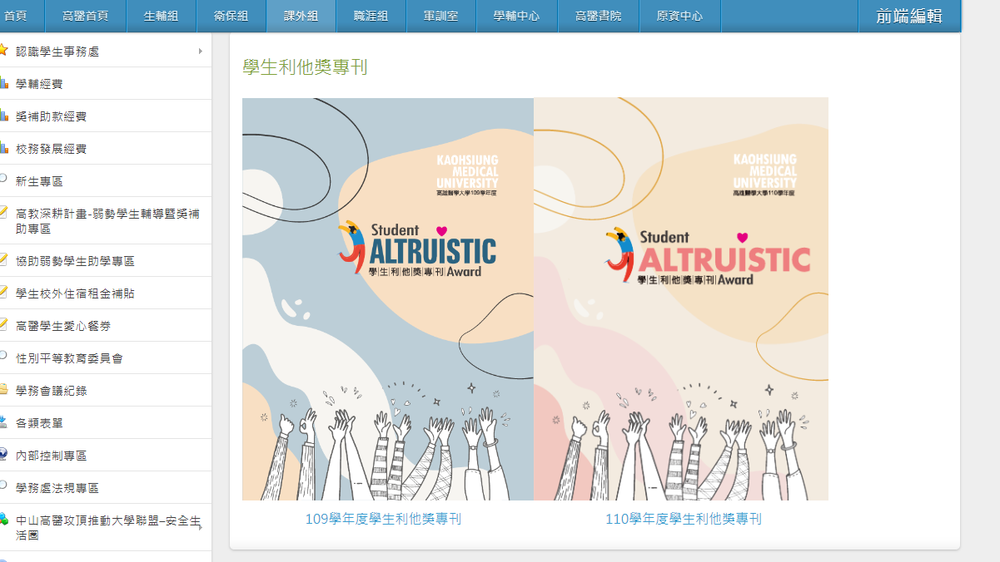 首頁
高醫首頁
生輔組
衛保組
課外組
職涯組
軍訓室
學輔中心
高醫書院
原資中心
前端編輯
認識學生事務處
學輔經費
獎補助款經費
校務發展經費
新生專區
高教深耕計畫-弱勢學生輔導暨獎補
助專區
協助弱勢學生助學專區
學生校外住宿租金補貼
高醫學生愛心餐券
性別平等教育委員會
學務會議紀錄
各類表單
內部控制專區
學務處法規專區
中山高醫攻頂推動大學聯盟–安全生
活圈
學生利他獎專刊
KAOHSIUNG
MEDICAL
UNIVERSITY
高雄醫學大學109學年度
Student
ALTRUISTIC
學生利他獎專刊 Award
109學年度學生利他獎專刊
KAOHSIUNG
MEDICAL
UNIVERSITY
高雄醫學大學110學年度
Student
ALTRUISTIC
學生利他獎專刊 Award
110學年度學生利他獎專刊